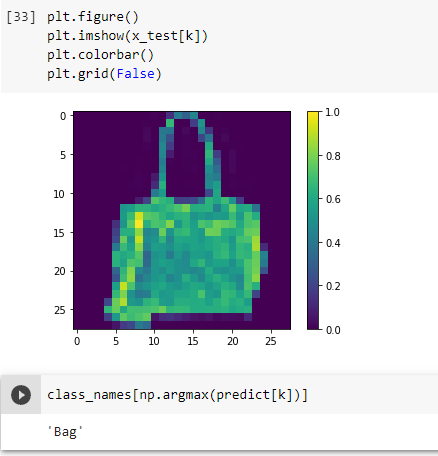 [33] plt.figure()
plt.imshow(x_test[k])
plt.colorbar()
plt.grid(False)
0
5
10
15
20
25
0 5 10 15 20 25
1.0
0.8
0.6
0.4
0.2
0.0
class_names[np.argmax(predict[k])]
'Bag'